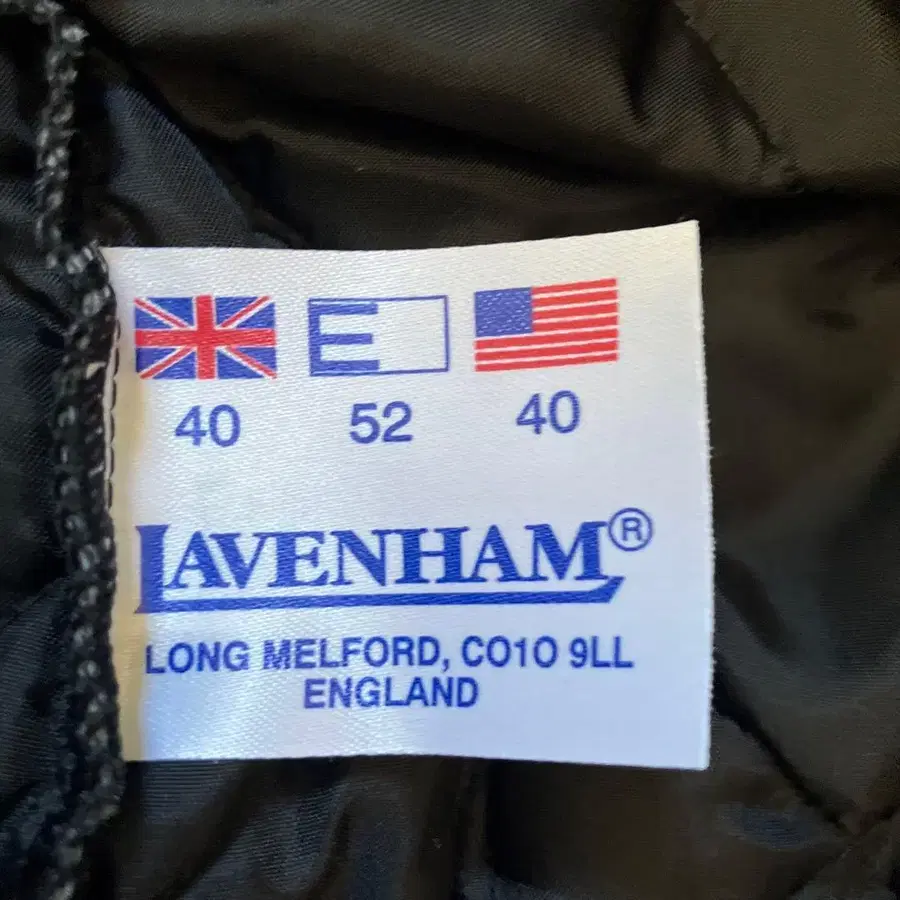 E
40 52 40
LAVENHAM®
LONG MELFORD, CO10 9LL
ENGLAND